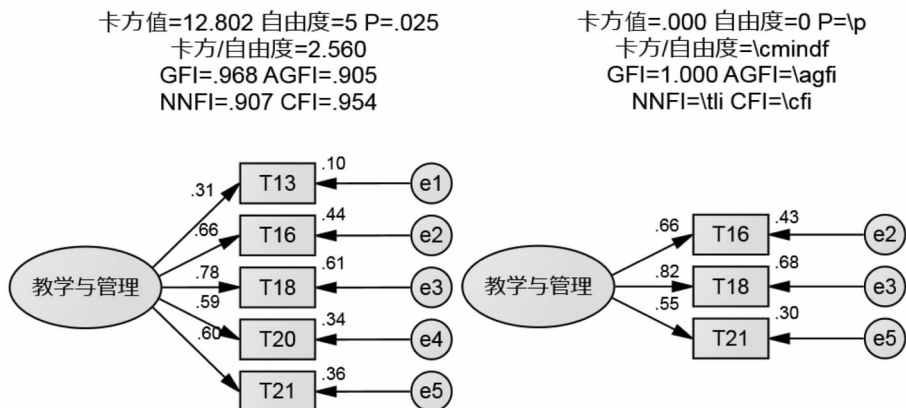 卡方值=12.802 自由度=5 P=.025
卡方/自由度=2.560
GFI=.968 AGFI=.905
NNFI=.907 CFI=.954
教学与管理
.31
.66
.78
.59
.60
T13
T16
T18
T20
T21
.10
.44
.61
.34
.36
e1
e2
e3
e4
e5
卡方值=.000 自由度=0 P=\p
卡方/自由度=\cmindf
GFI=1.000 AGFI=\agfi
NNFI=\tli CFI=\cfi
教学与管理
.66
.82
.55
T16
T18
T21
.43
.68
.30
e2
e3
e5